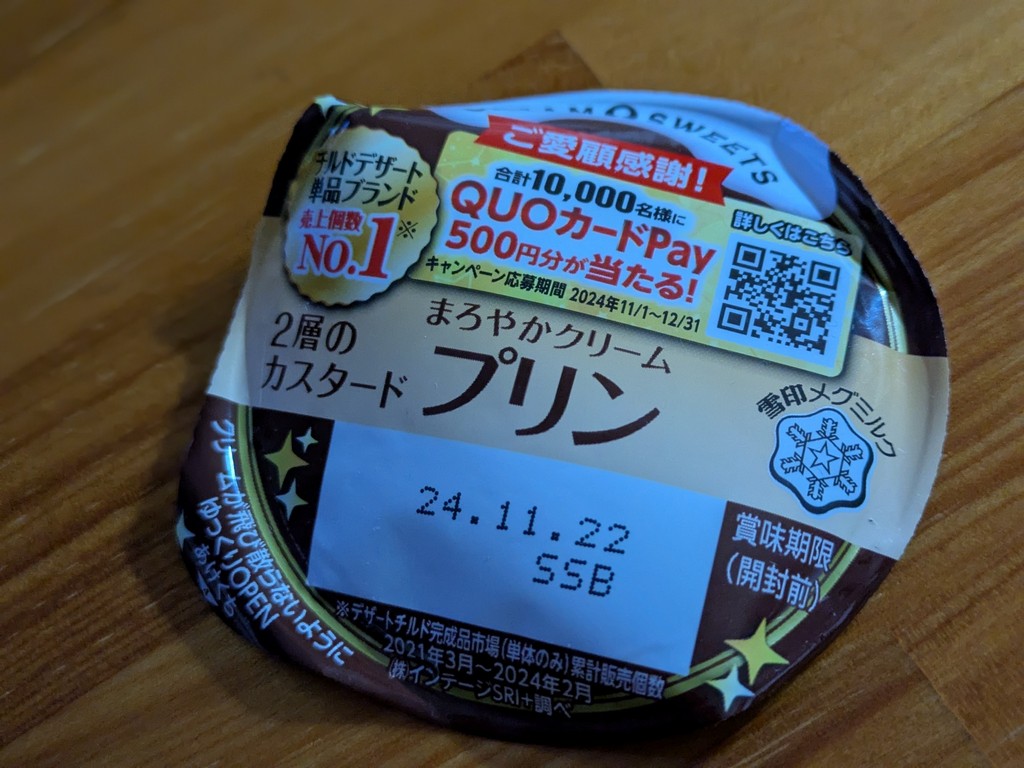 SWEETS
チルドデザート
単品ブランド
売上個数
No.1※
ご愛顧感謝!
合計10,000名様に
QUOカードPay
500円分が当たる!
キャンペーン応募期間 2024年11/1~12/31
詳しくはこちら
まろやかクリーム
2層の
カスタード
プリン
雪印メグミルク
24.11.22
SSB
賞味期限
(開封前)
クリームが飛び散らないように
ゆっくりOPEN
※デザートチルド完成品市場(単体のみ)累計販売個数
2021年3月~2024年2月
(株)インテージSRI+調べ